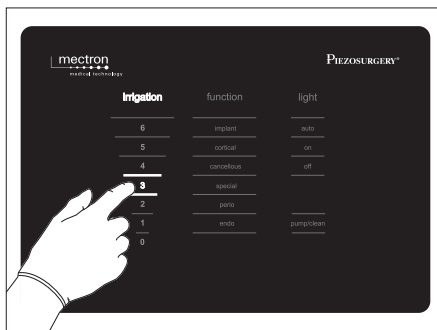 mectron
medical technology
PIEZOSURGERY®
Irrigation function light
6 implant auto
5 cortical on
4 cancellous off
3 special
2 perio
1 endo pump/clean
0